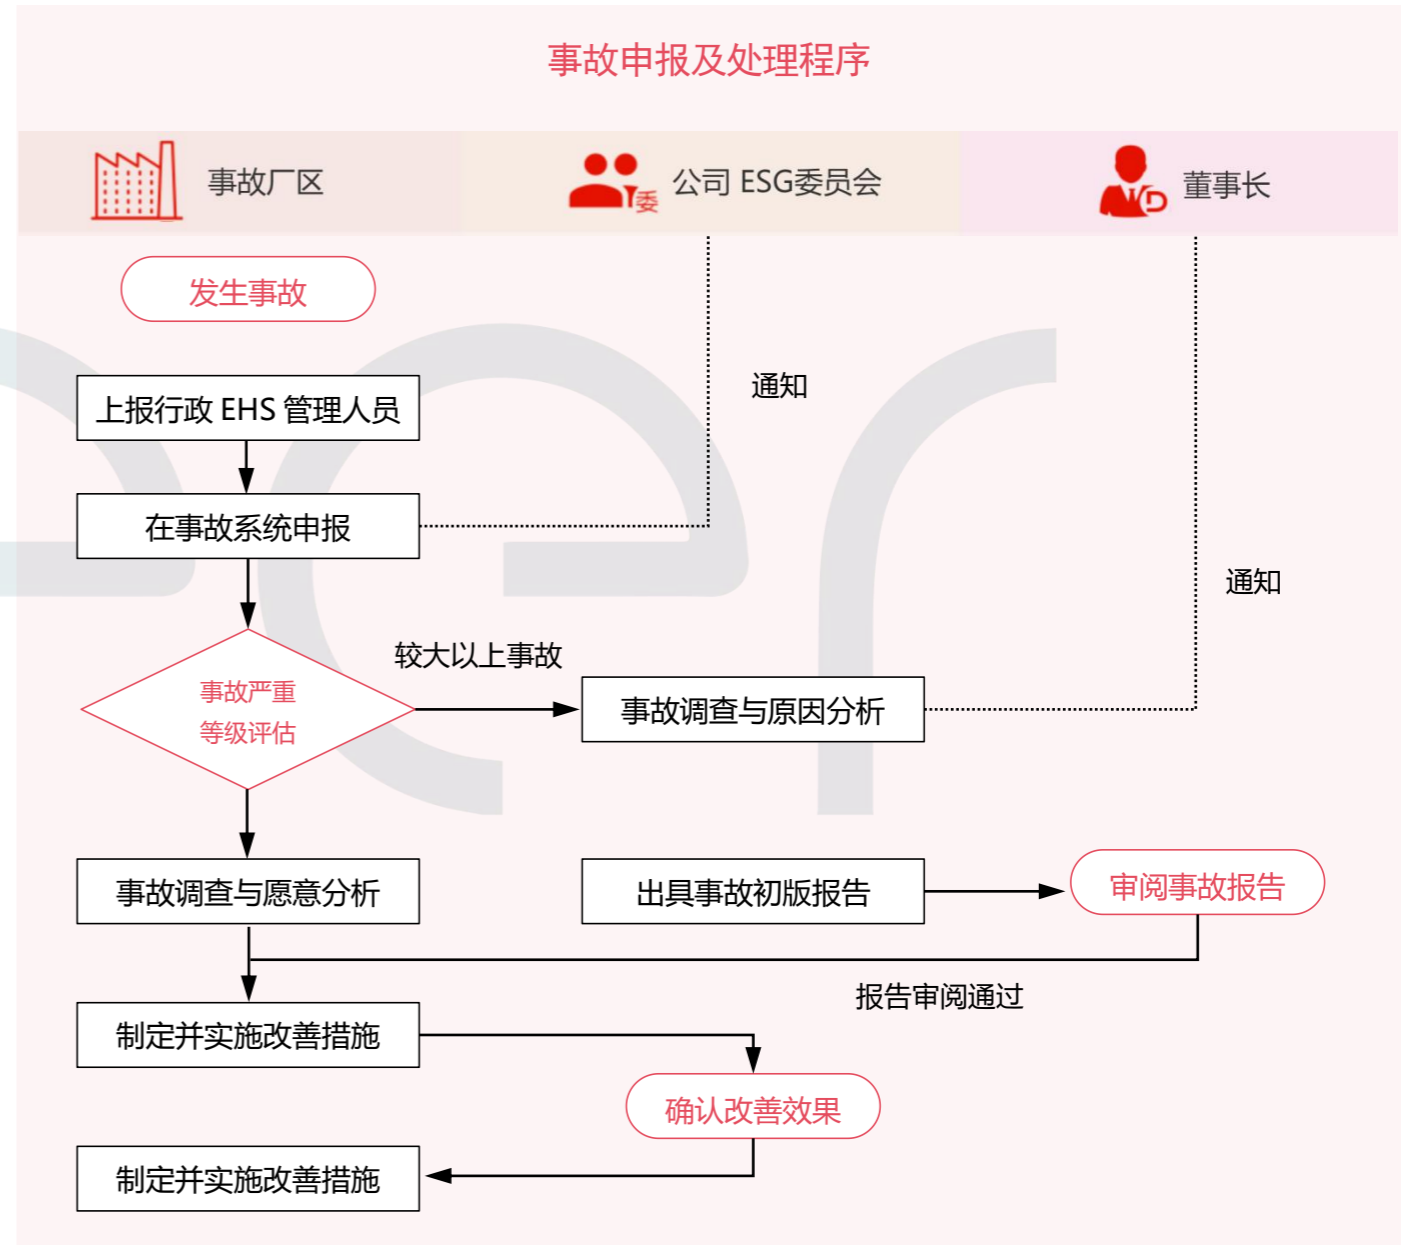 事故申报及处理程序
事故厂区
委
公司 ESG委员会
D
董事长
发生事故
通知
上报行政 EHS 管理人员
在事故系统申报
通知
较大以上事故
事故严重
等级评估
事故调查与原因分析
事故调查与愿意分析
出具事故初版报告
审阅事故报告
报告审阅通过
制定并实施改善措施
确认改善效果
制定并实施改善措施